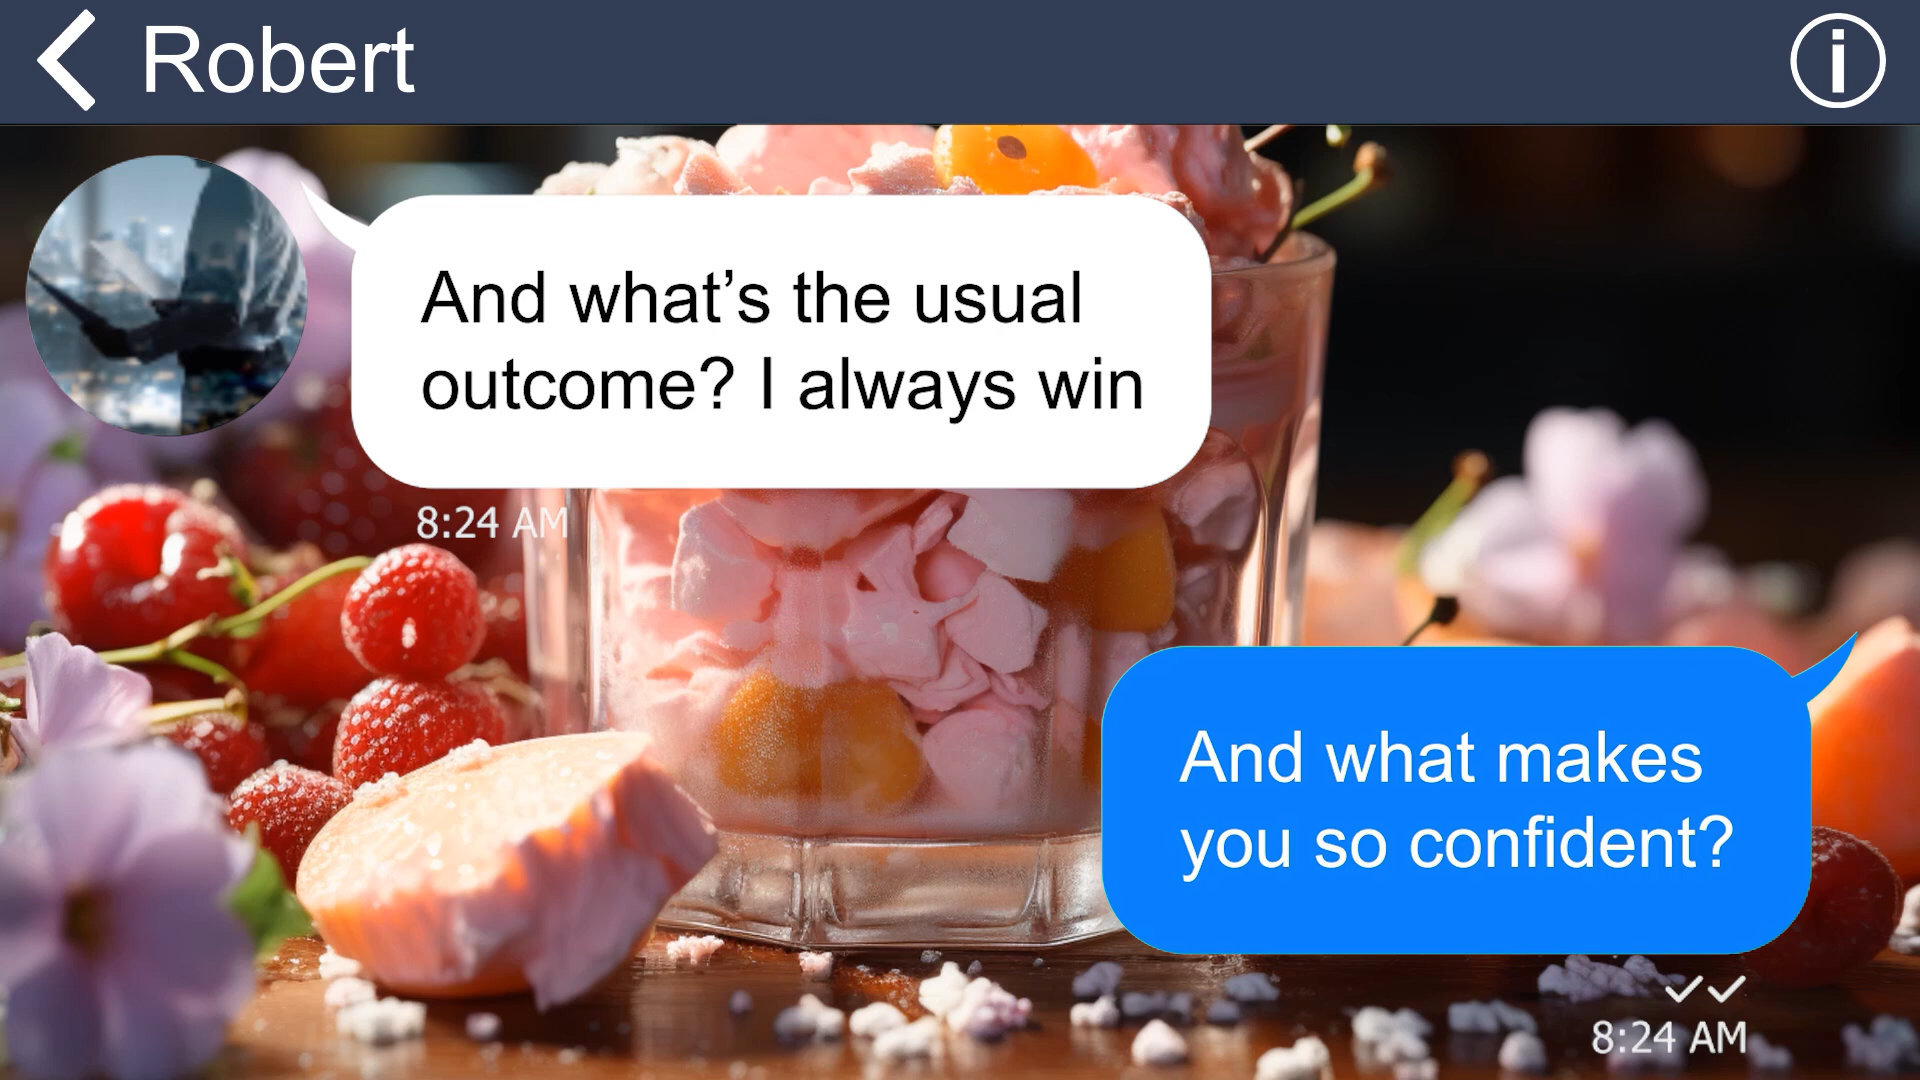 Robert
And what’s the usual
outcome? I always win
8:24 AM
And what makes
you so confident?
8:24 AM